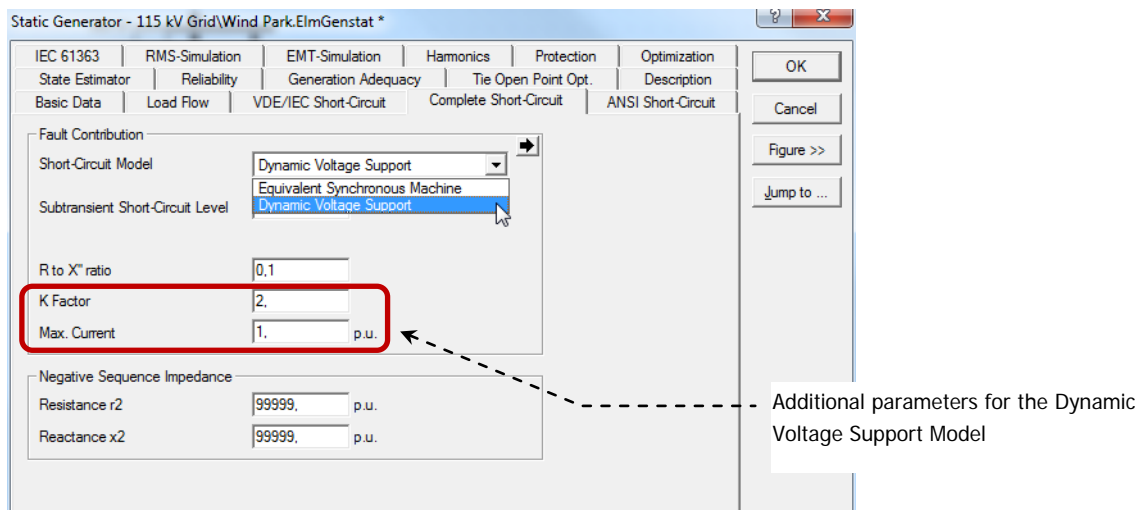 Static Generator - 115 kV Grid\Wind Park.ElmGenstat *
IEC 61363 RMS-Simulation EMT-Simulation Harmonics Protection Optimization
State Estimator Reliability Generation Adequacy Tie Open Point Opt. Description
Basic Data Load Flow VDE/IEC Short-Circuit Complete Short-Circuit ANSI Short-Circuit
OK
Cancel
Figure >>
Jump to ...
Fault Contribution
Short-Circuit Model Dynamic Voltage Support
Equivalent Synchronous Machine
Subtransient Short-Circuit Level Dynamic Voltage Support
R to X" ratio 0,1
K Factor 2,
Max. Current 1, p.u.
Negative Sequence Impedance
Resistance r2 99999, p.u.
Reactance x2 99999, p.u.
Additional parameters for the Dynamic
Voltage Support Model